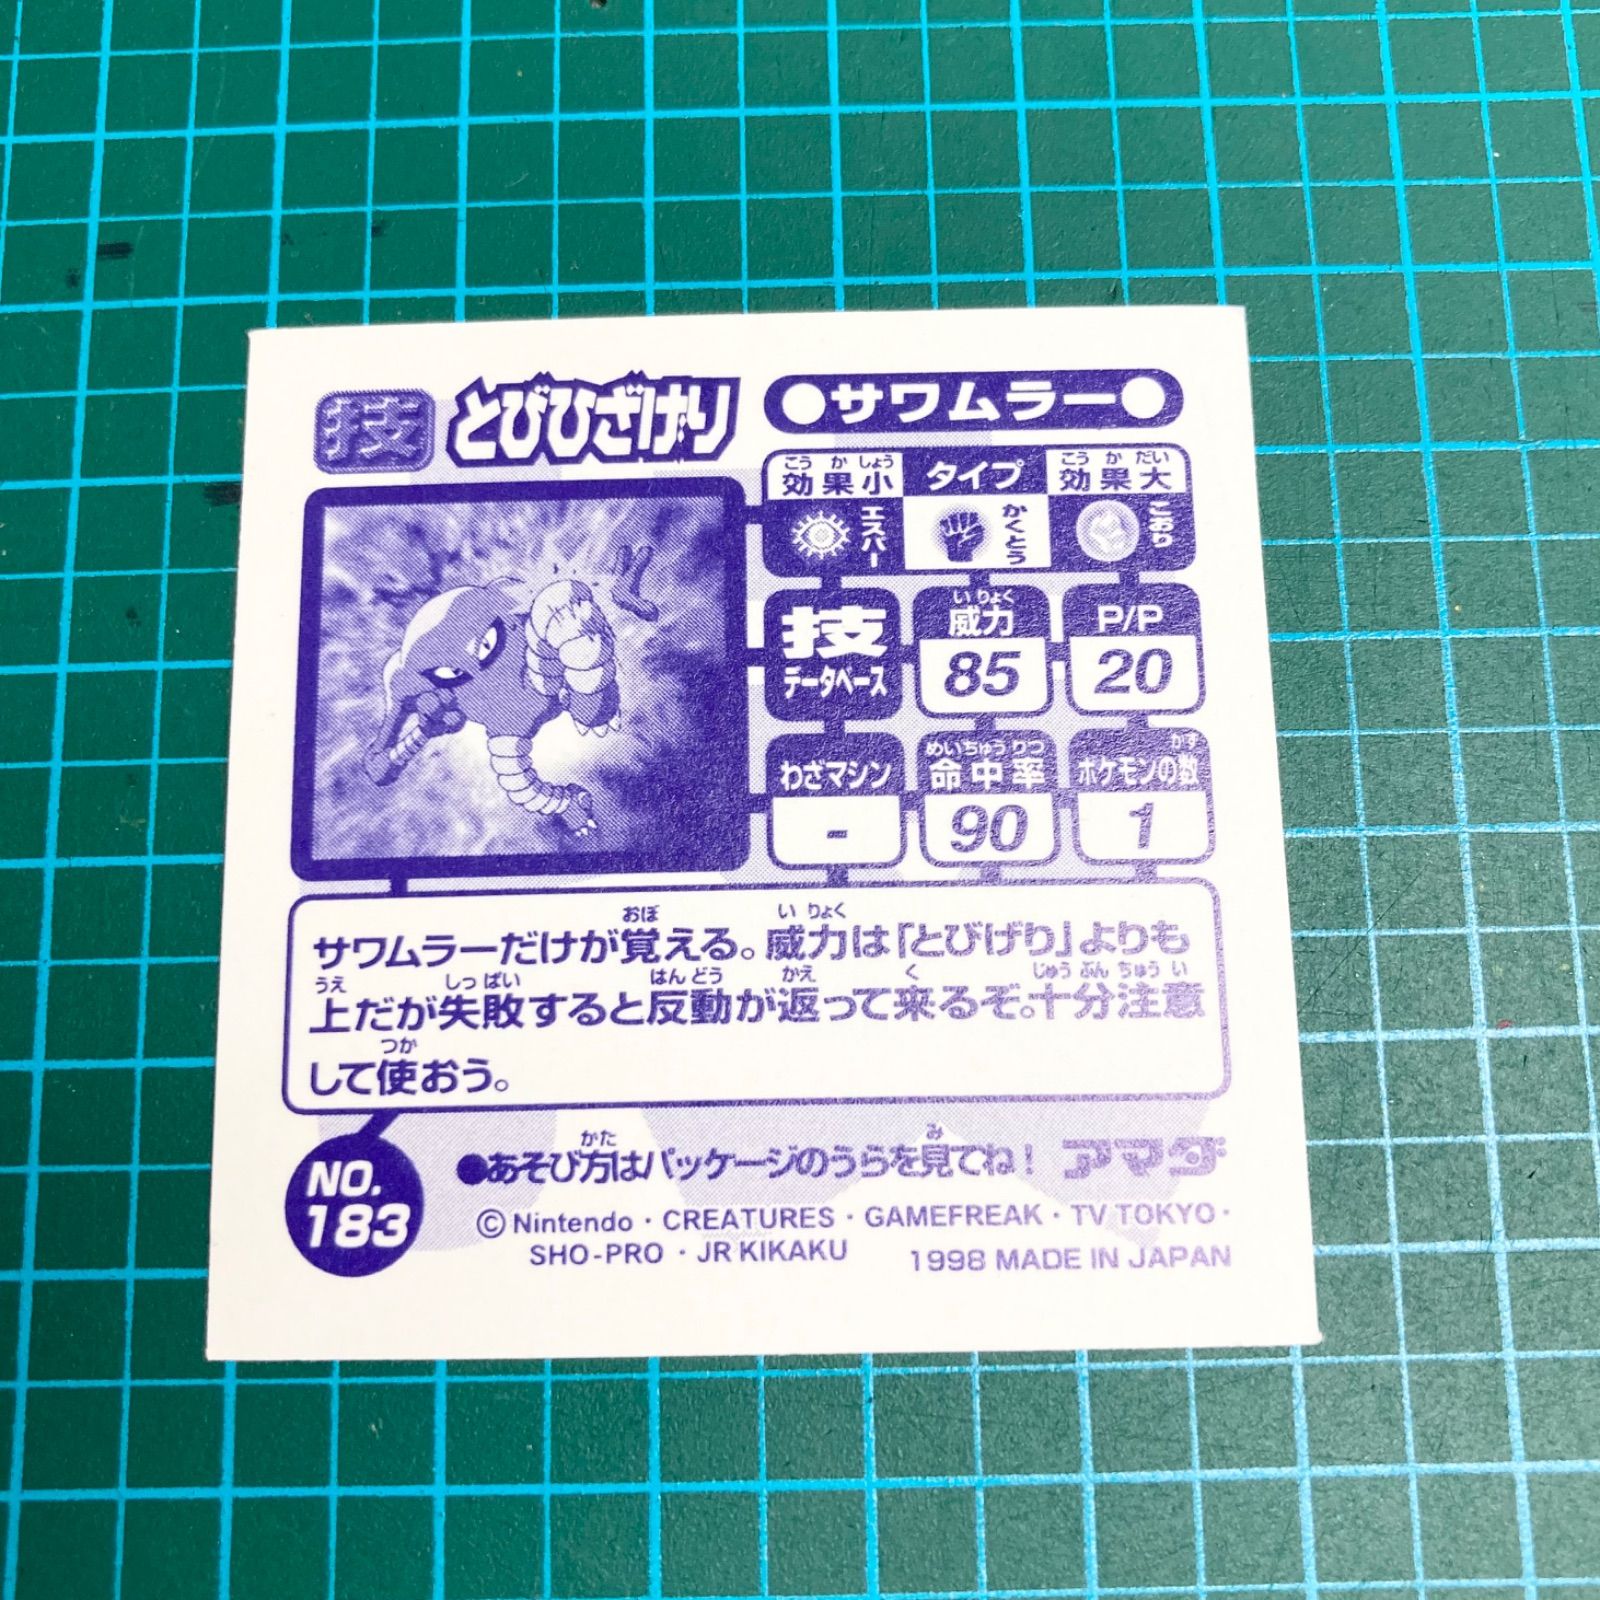 技 とびひざげり
●サワムラー●
こうかしょう こうかだい
効果小 タイプ 効果大
エスパー かくとう こおり
いりょく
技 威力 P/P
データベース 85 20
めいちゅうりつ かず
わざマシン 命中率 ポケモンの数
- 90 1
おぼ いりょく
サワムラーだけが覚える。威力は「とびげり」よりも
うえ しっぱい はんどう かえ く じゅうぶんちゅうい
上だが失敗すると反動が返って来るぞ。十分注意
つか
して使おう。
かた み
●あそび方はパッケージのうらを見てね! アマダ
NO.
183
©Nintendo・CREATURES・GAMEFREAK・TV TOKYO・
SHO-PRO・JR KIKAKU 1998 MADE IN JAPAN